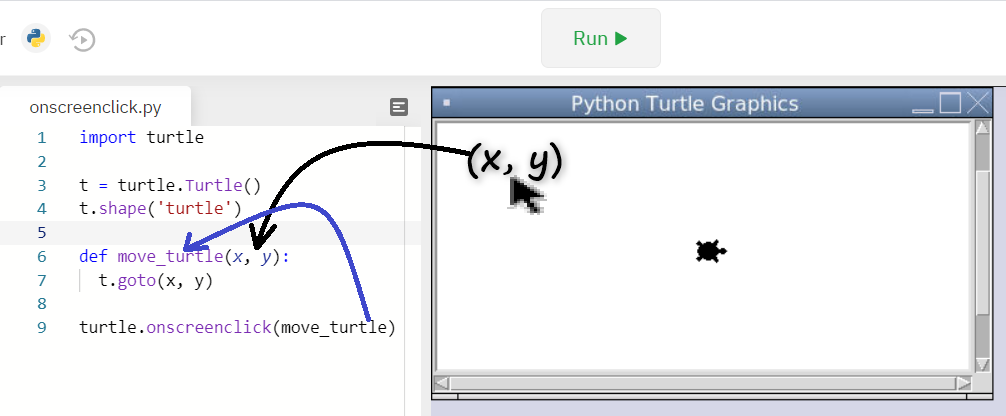 r
Run
onscreenclick.py
1 import turtle
2
3 t = turtle.Turtle()
4 t.shape('turtle')
5
6 def move_turtle(x, y):
7 t.goto(x, y)
8
9 turtle.onscreenclick(move_turtle)
Python Turtle Graphics
(x, y)